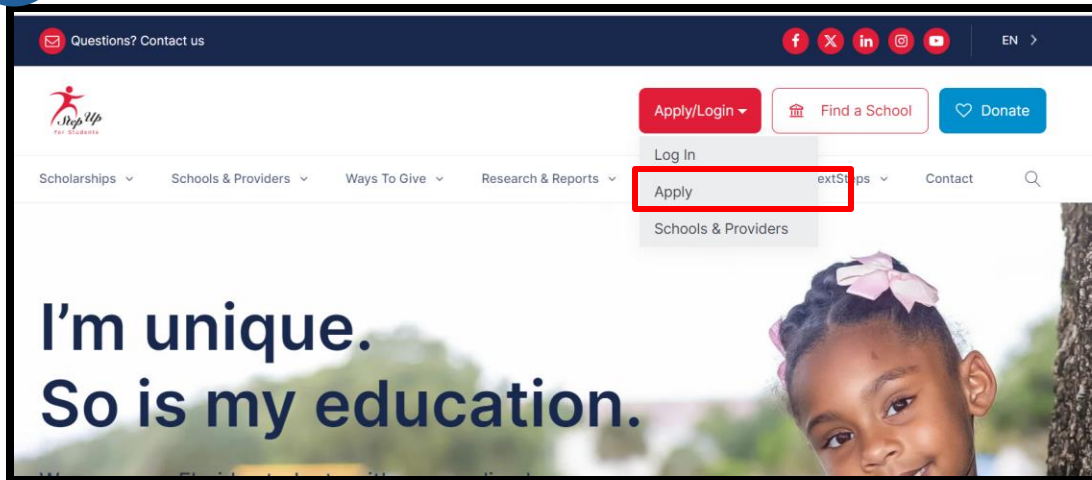 Questions? Contact us
EN
Step Up
For Students
Apply/Login
Find a School
Donate
Log In
Apply
Schools & Providers
Scholarships
Schools & Providers
Ways To Give
Research & Reports
Contact
I'm unique.
So is my education.